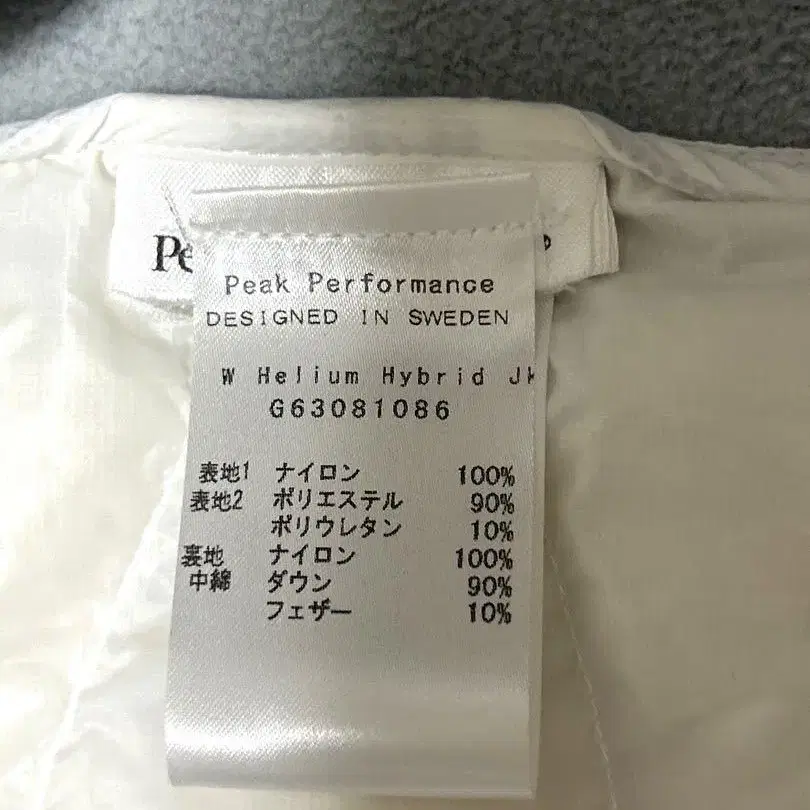 Pe
Peak Performance
DESIGNED IN SWEDEN
W Helium Hybrid Jk
G63081086
表地1 ナイロン 100%
表地2 ポリエステル 90%
ポリウレタン 10%
裏地 ナイロン 100%
中綿 ダウン 90%
フェザー 10%